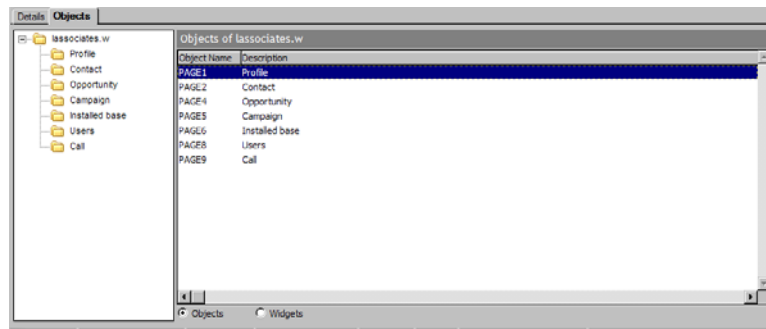 Details Objects
lassociates.w
Profile
Contact
Opportunity
Campaign
Installed base
Users
Call
Objects of lassociates.w
Object Name Description
PAGE1 Profile
PAGE2 Contact
PAGE4 Opportunity
PAGE5 Campaign
PAGE6 Installed base
PAGE8 Users
PAGE9 Call
Objects Widgets